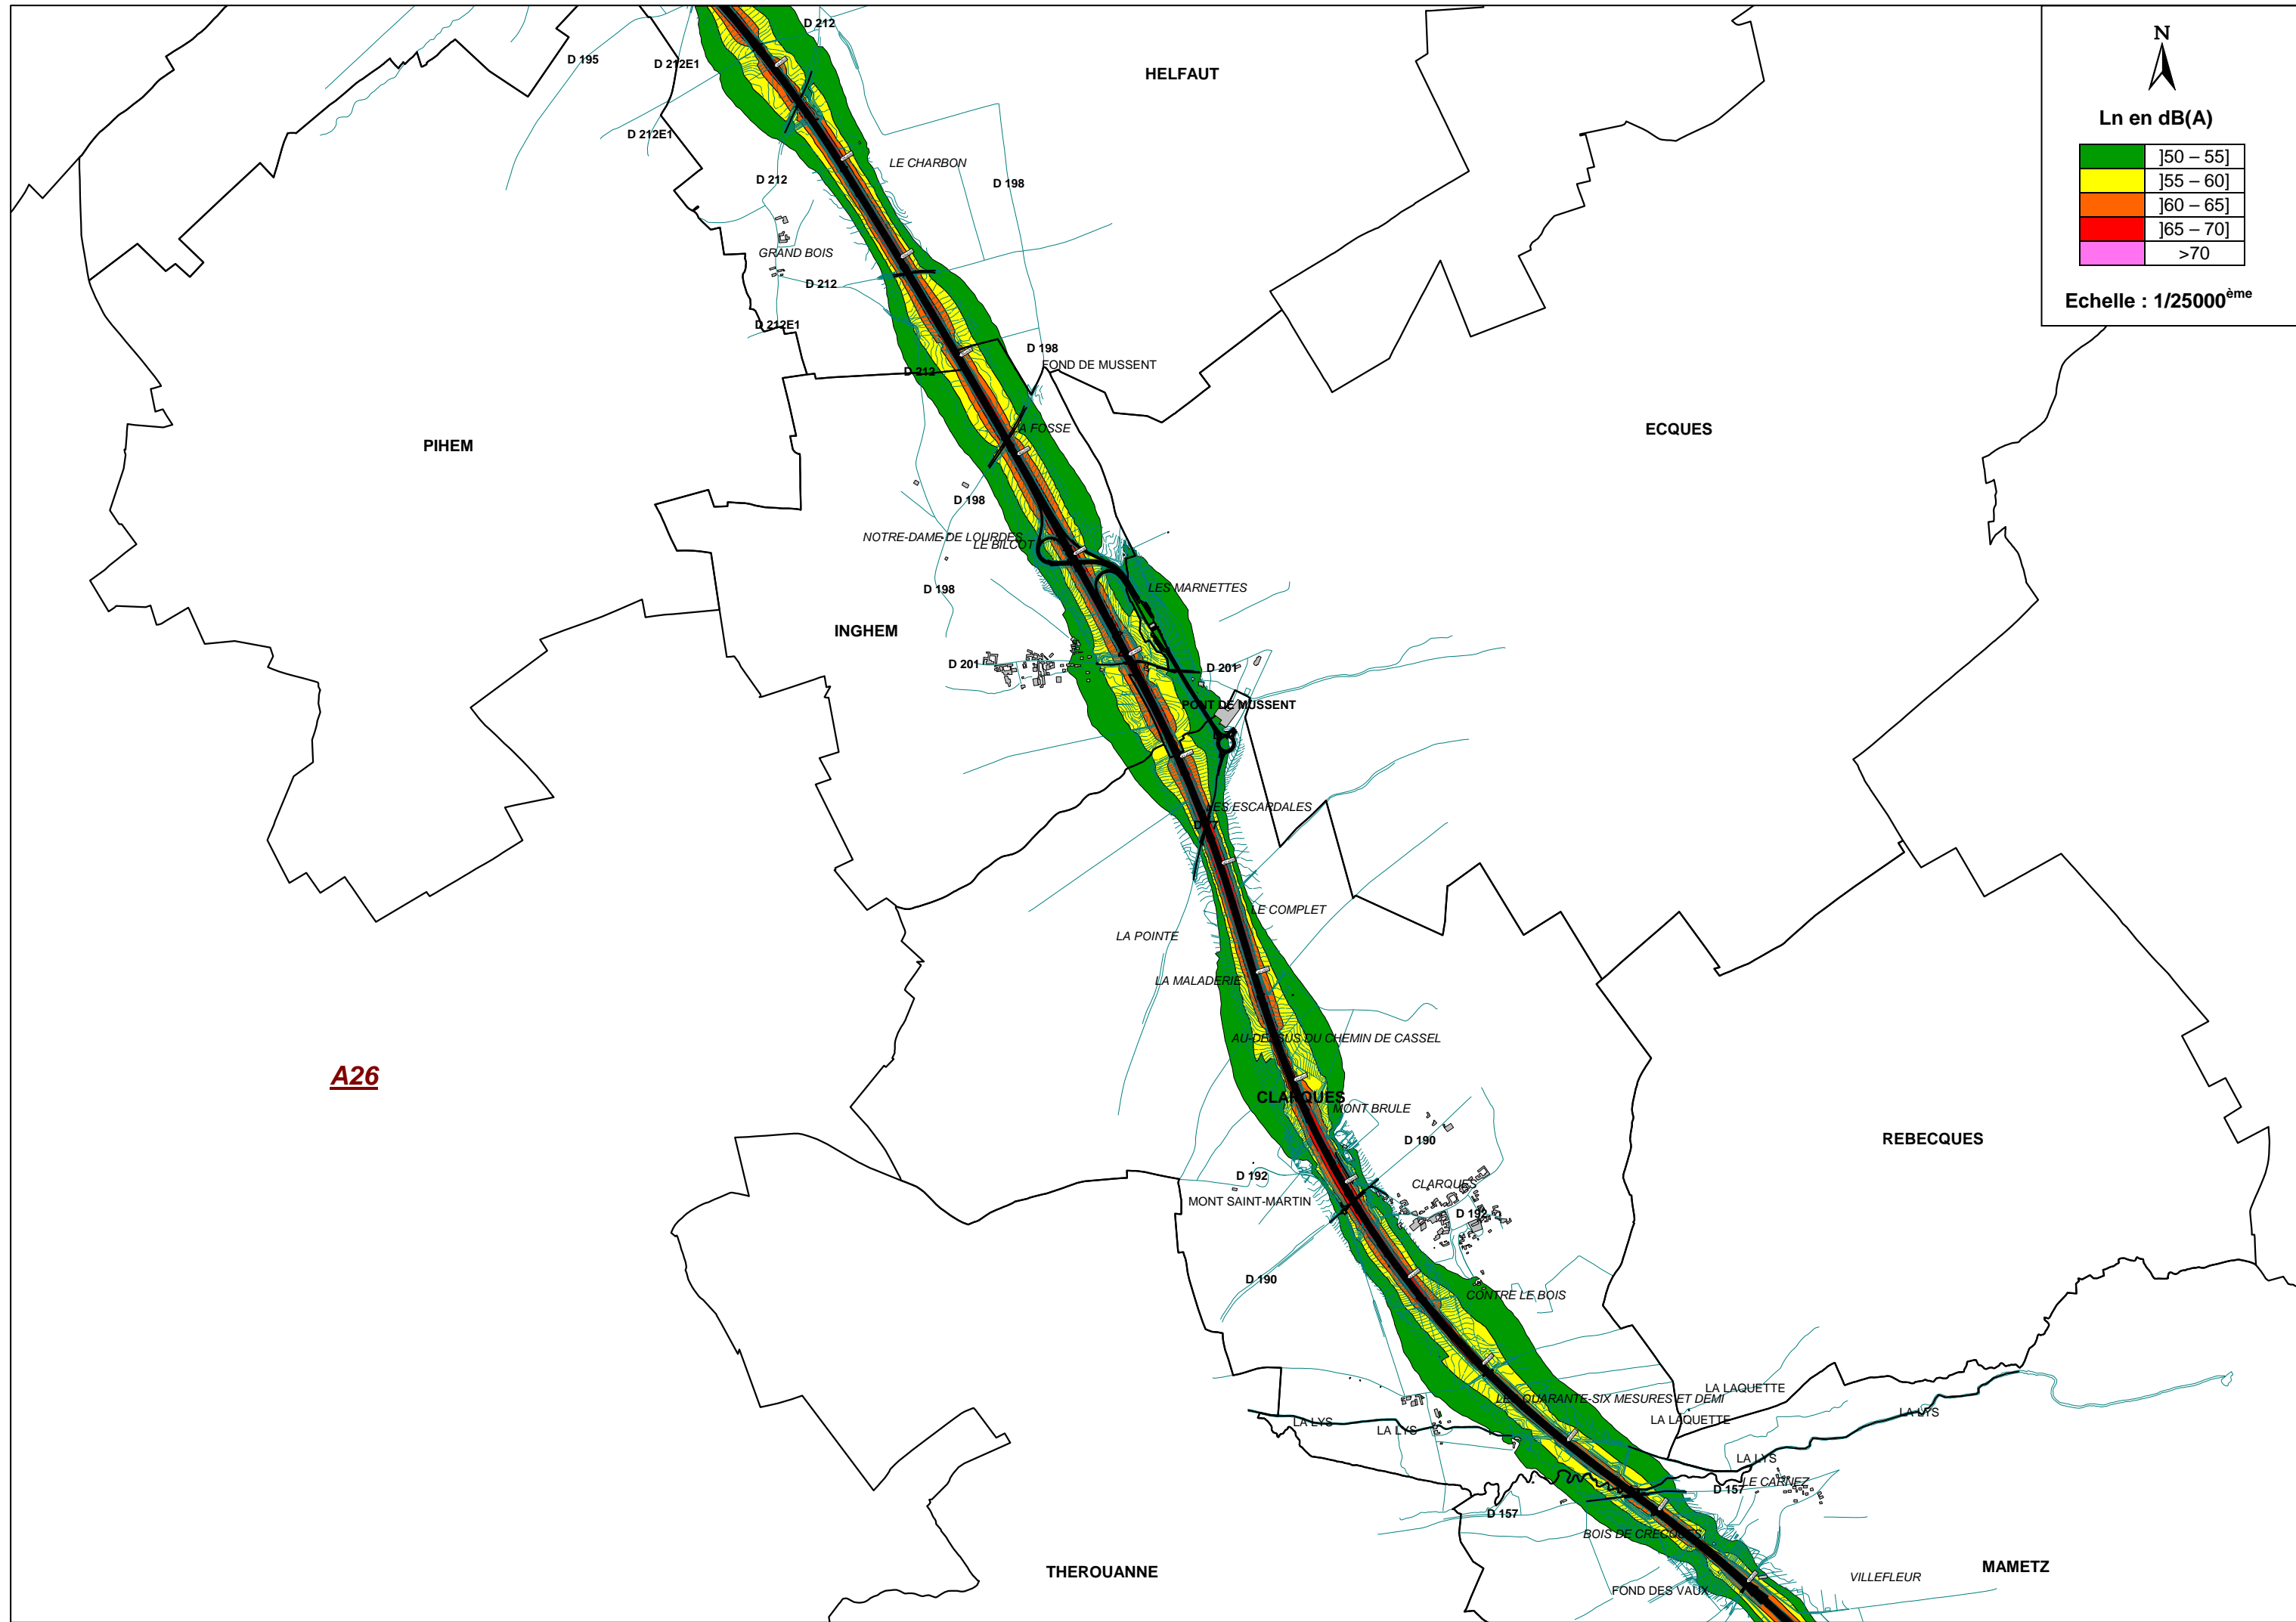 D 212
N
D 195
D 212E1
HELFAUT
Ln en dB(A)
D 212E1
]50 – 55]
LE CHARBON
]55 – 60]
D 212
D 198
]60 – 65]
]65 – 70]
GRAND BOIS
>70
D 212
Echelle : 1/25000ème
D 212E1
D 198
FOND DE MUSSENT
D 212
LA FOSSE
ECQUES
PIHEM
D 198
NOTRE-DAME-DE LOURDES
LE BILCOT
D 198
LES MARNETTES
INGHEM
D 201
D 201
PONT DE MUSSENT
LES ESCARDALES
LE COMPLET
LA POINTE
LA MALADERIE
AU-DESSUS DU CHEMIN DE CASSEL
A26
CLARQUES
MONT BRULE
D 190
REBECQUES
D 192
CLARQUES
MONT SAINT-MARTIN
D 192
D 190
CONTRE LE BOIS
LA LAQUETTE
LES QUARANTE-SIX MESURES ET DEMI
LA LYS
LA LAQUETTE
LA LYS
LA LYS
LA LYS
LE CARNEZ
D 157
D 157
BOIS DE CRECQUES
MAMETZ
THEROUANNE
VILLEFLEUR
FOND DES VAUX